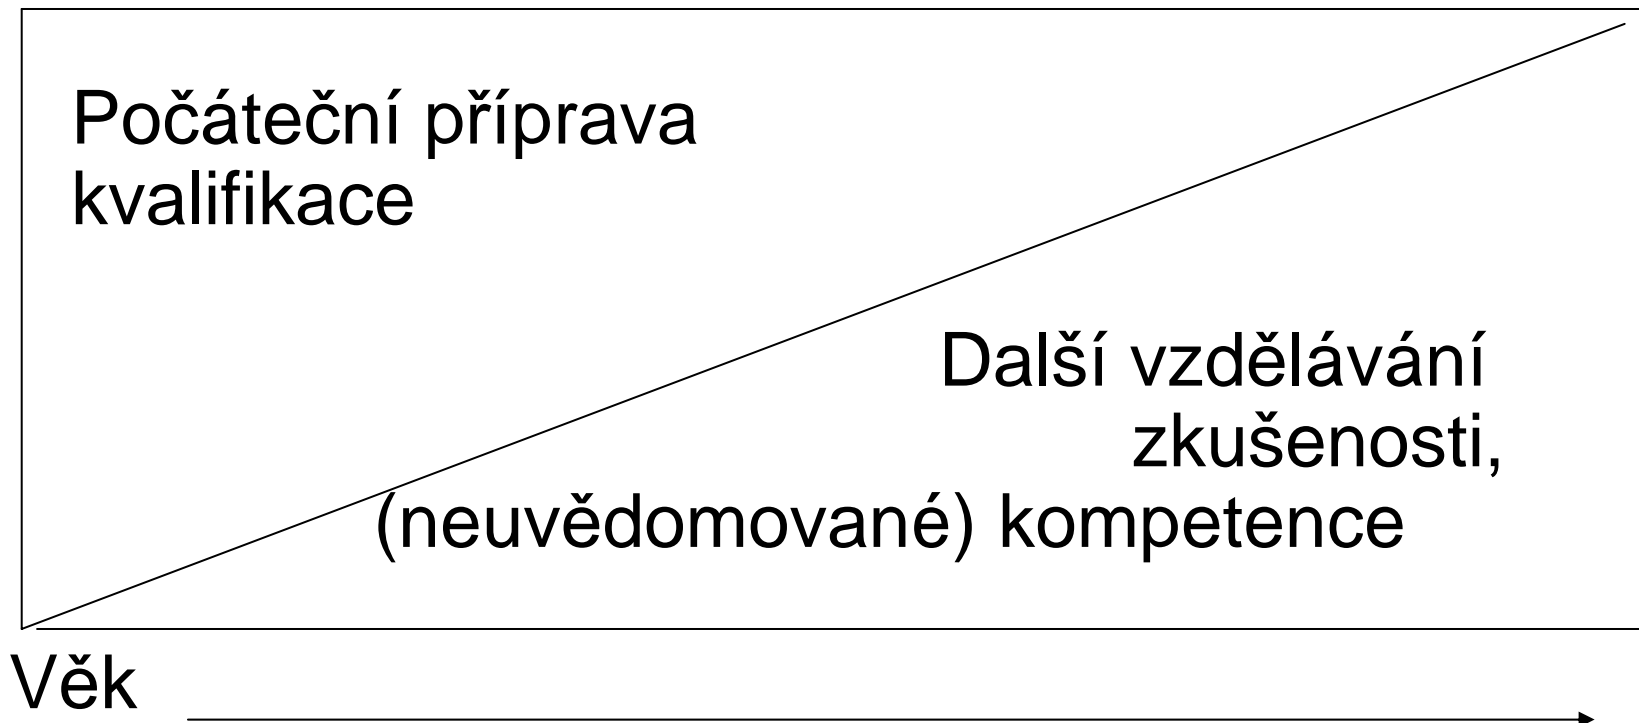 Počáteční příprava
kvalifikace
Další vzdělávání
zkušenosti,
(neuvědomované) kompetence
Věk